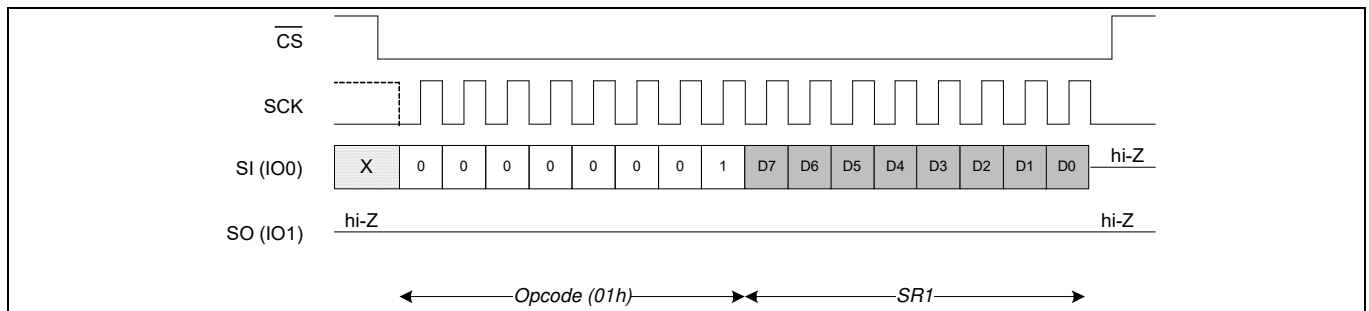 CS
SCK
SI (IO0) X 0 0 0 0 0 0 0 1 D7 D6 D5 D4 D3 D2 D1 D0 hi-Z
hi-Z hi-Z
SO (IO1)
Opcode (01h) SR1